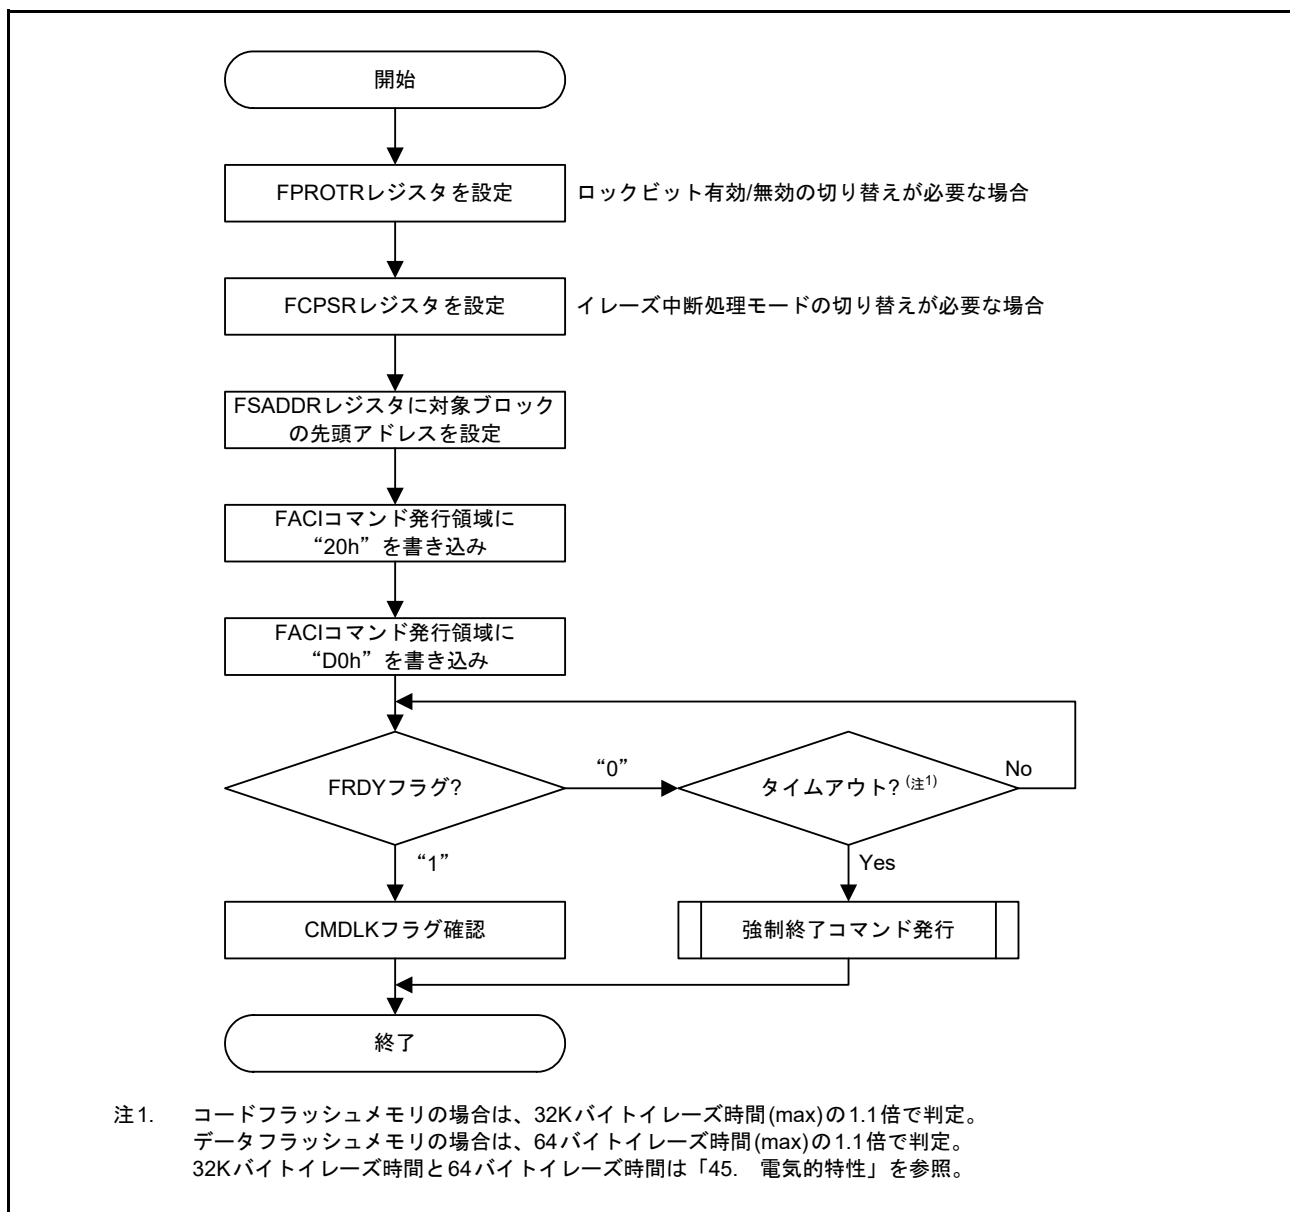 開始
FPROTRレジスタを設定
ロックビット有効/無効の切り替えが必要な場合
FCPSRレジスタを設定
イレーズ中断処理モードの切り替えが必要な場合
FSADDRレジスタに対象ブロック
の先頭アドレスを設定
FACIコマンド発行領域に
“20h”を書き込み
FACIコマンド発行領域に
“D0h”を書き込み
FRDYフラグ?
“0”
タイムアウト? (注1)
No
“1”
Yes
CMDLKフラグ確認
強制終了コマンド発行
終了
注1. コードフラッシュメモリの場合は、32Kバイトイレーズ時間(max)の1.1倍で判定。
データフラッシュメモリの場合は、64バイトイレーズ時間(max)の1.1倍で判定。
32Kバイトイレーズ時間と64バイトイレーズ時間は「45. 電気的特性」を参照。